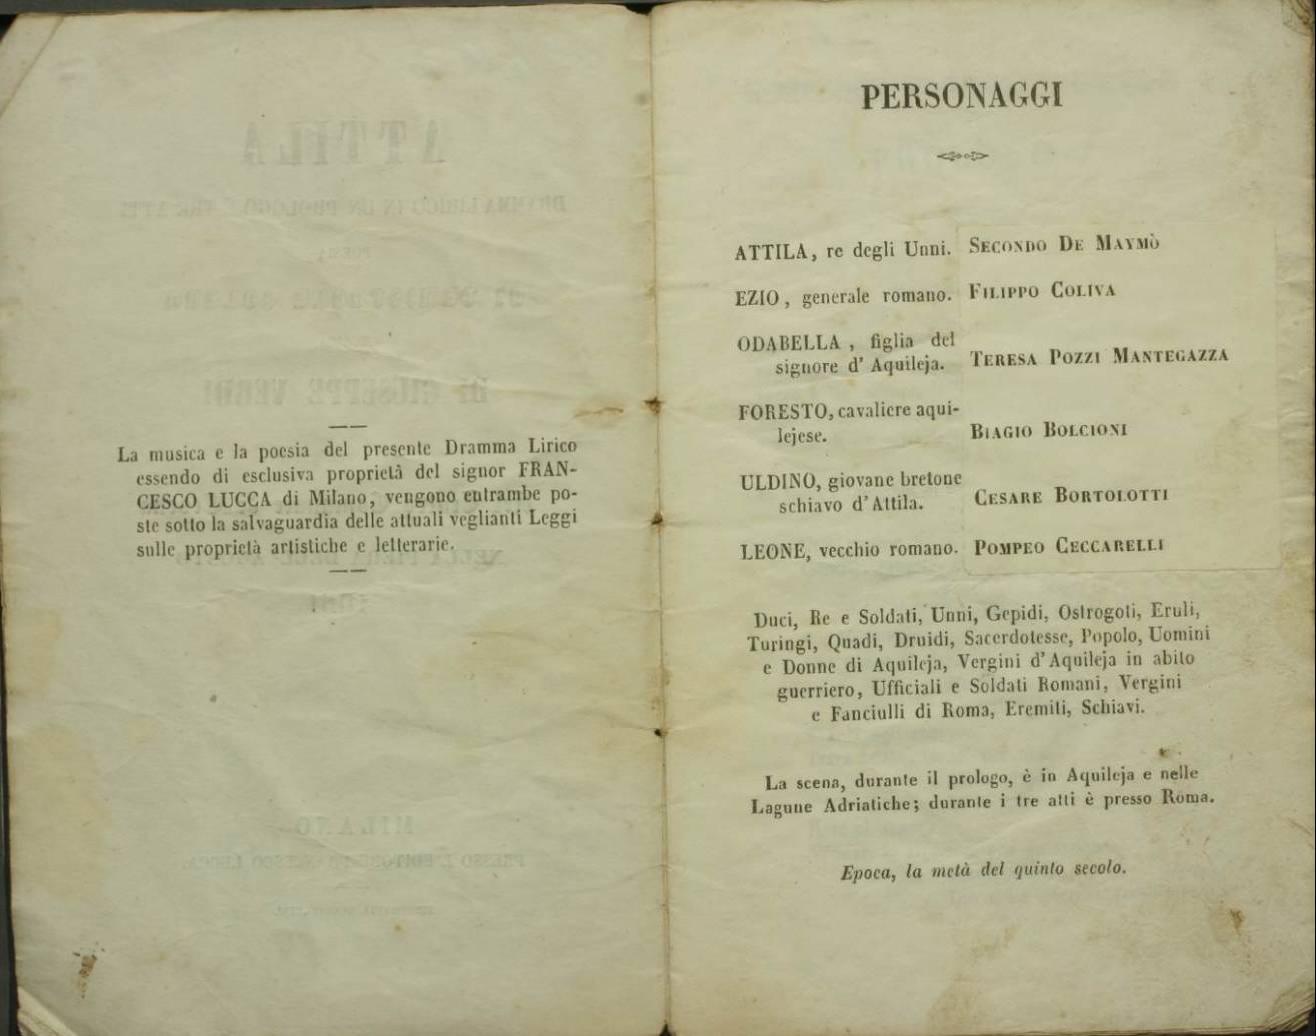 La musica e la poesia del presente Dramma Lirico
essendo di esclusiva proprietà del signor FRAN-
CESCO LUCCA di Milano, vengono entrambe po-
ste sotto la salvaguardia delle attuali veglianti Leggi
sulle proprietà artistiche e letterarie.
PERSONAGGI
ATTILA, re degli Unni. SECONDO DE MAYMÒ
EZIO, generale romano. FILIPPO COLIVA
ODABELLA, figlia del
signore d'Aquileja. TERESA POZZI MANTEGAZZA
FORESTO, cavaliere aqui-
lejese. BIAGIO BOLCIONI
ULDINO, giovane bretone
schiavo d'Attila. CESARE BORTOLOTTI
LEONE, vecchio romano. POMPEO CECCARELLI
Duci, Re e Soldati, Unni, Gepidi, Ostrogoti, Eruli,
Turingi, Quadi, Druidi, Sacerdotesse, Popolo, Uomini
e Donne di Aquileja, Vergini d'Aquileja in abito
guerriero, Ufficiali e Soldati Romani, Vergini
e Fanciulli di Roma, Eremiti, Schiavi.
La scena, durante il prologo, è in Aquileja e nelle
Lagune Adriatiche; durante i tre atti è presso Roma.
Epoca, la metà del quinto secolo.